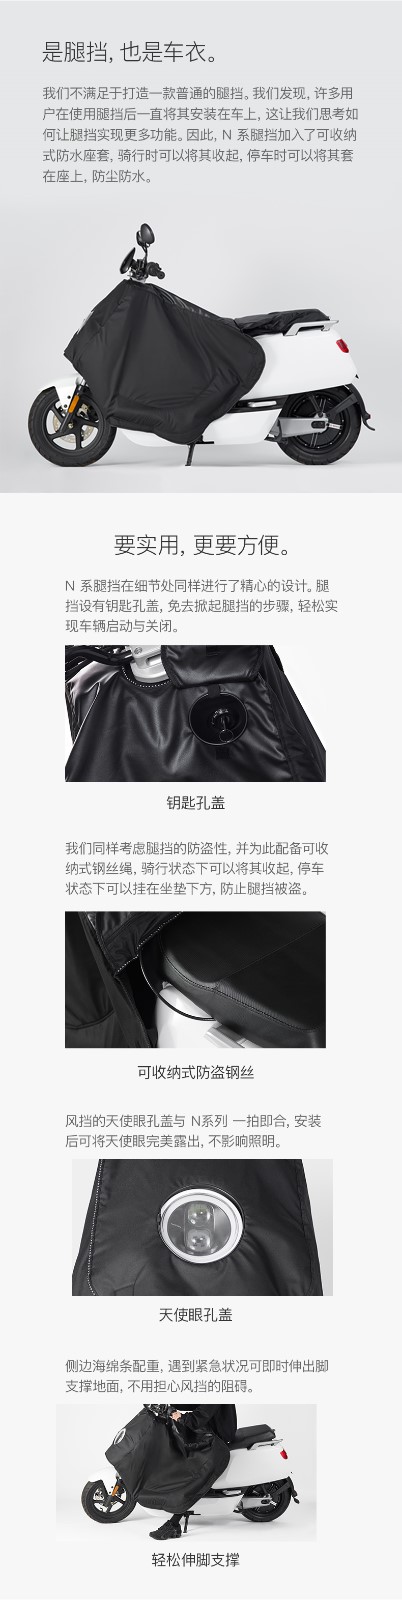 是腿挡, 也是车衣。
我们不满足于打造一款普通的腿挡。我们发现, 许多用
户在使用腿挡后一直将其安装在车上, 这让我们思考如
何让腿挡实现更多功能。因此, N 系腿挡加入了可收纳
式防水座套, 骑行时可以将其收起, 停车时可以将其套
在座上, 防尘防水。
要实用, 更要方便。
N 系腿挡在细节处同样进行了精心的设计。腿
挡设有钥匙孔盖, 免去掀起腿挡的步骤, 轻松实
现车辆启动与关闭。
钥匙孔盖
我们同样考虑腿挡的防盗性, 并为此配备可收
纳式钢丝绳, 骑行状态下可以将其收起, 停车
状态下可以挂在坐垫下方, 防止腿挡被盗。
可收纳式防盗钢丝
风挡的天使眼孔盖与 N系列 一拍即合, 安装
后可将天使眼完美露出, 不影响照明。
天使眼孔盖
侧边海绵条配重, 遇到紧急状况可即时伸出脚
支撑地面, 不用担心风挡的阻碍。
轻松伸脚支撑